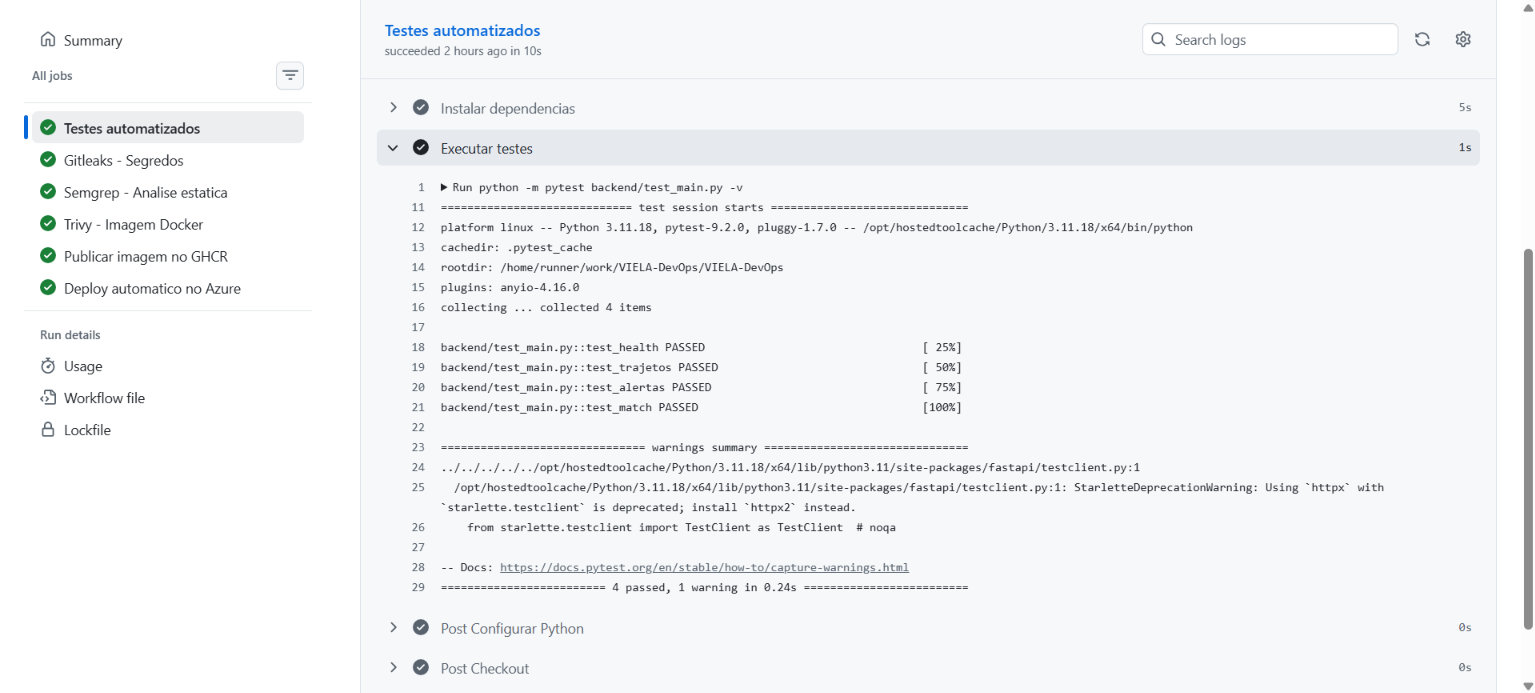 Summary
All jobs
Testes automatizados
Gitleaks - Segredos
Semgrep - Analise estatica
Trivy - Imagem Docker
Publicar imagem no GHCR
Deploy automatico no Azure
Run details
Usage
Workflow file
Lockfile
Testes automatizados
succeeded 2 hours ago in 10s
Search logs
Instalar dependencias 5s
Executar testes 1s
1 Run python -m pytest backend/test_main.py -v
11 ============================= test session starts ==============================
12 platform linux -- Python 3.11.18, pytest-9.2.0, pluggy-1.7.0 -- /opt/hostedtoolcache/Python/3.11.18/x64/bin/python
13 cachedir: .pytest_cache
14 rootdir: /home/runner/work/VIELA-DevOps/VIELA-DevOps
15 plugins: anyio-4.16.0
16 collecting ... collected 4 items
17
18 backend/test_main.py::test_health PASSED [ 25%]
19 backend/test_main.py::test_trajetos PASSED [ 50%]
20 backend/test_main.py::test_alertas PASSED [ 75%]
21 backend/test_main.py::test_match PASSED [100%]
22
23 =============================== warnings summary ===============================
24 ../../../../../opt/hostedtoolcache/Python/3.11.18/x64/lib/python3.11/site-packages/fastapi/testclient.py:1
25 /opt/hostedtoolcache/Python/3.11.18/x64/lib/python3.11/site-packages/fastapi/testclient.py:1: StarletteDeprecationWarning: Using `httpx` with
`starlette.testclient` is deprecated; install `httpx2` instead.
26 from starlette.testclient import TestClient as TestClient # noqa
27
28 -- Docs: https://docs.pytest.org/en/stable/how-to/capture-warnings.html
29 ========================= 4 passed, 1 warning in 0.24s =========================
Post Configurar Python 0s
Post Checkout 0s